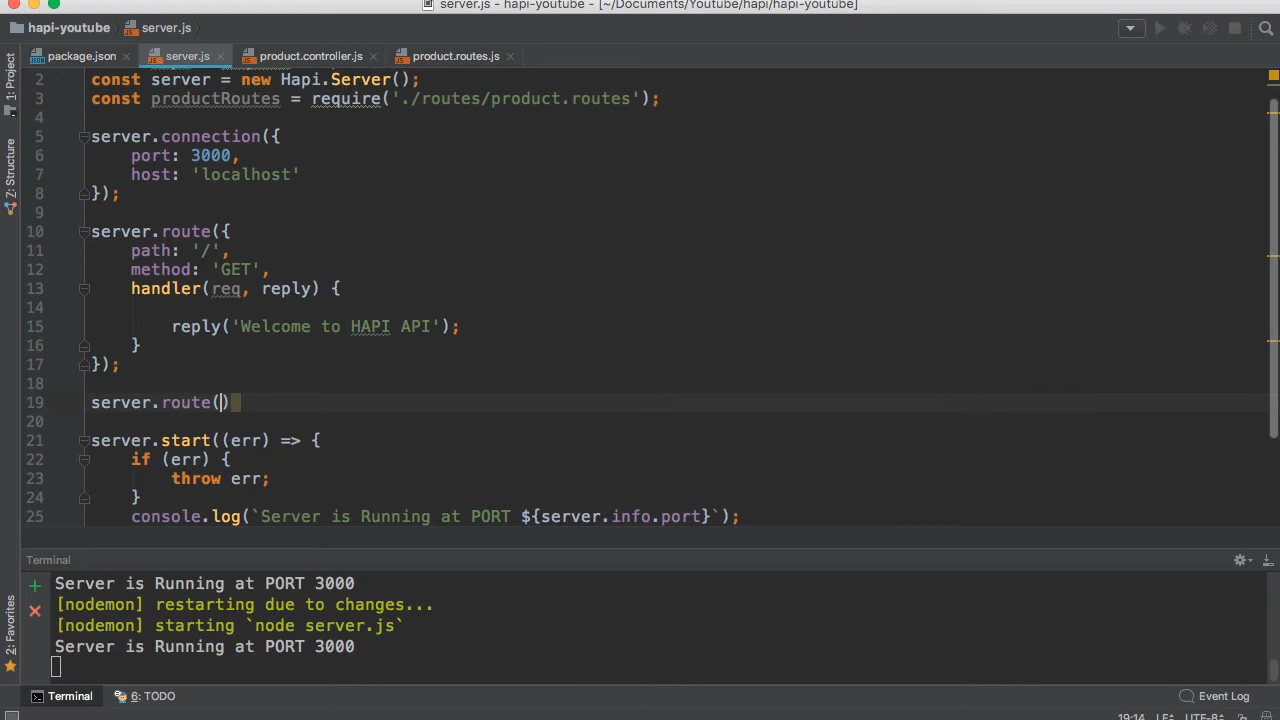 server.js - hapi-youtube - [~/Documents/Youtube/hapi/hapi-youtube]
hapi-youtube server.js
package.json server.js product.controller.js product.routes.js
1: Project
7: Structure
2: Favorites
2 const server = new Hapi.Server();
3 const productRoutes = require('./routes/product.routes');
4
5 server.connection({
6 port: 3000,
7 host: 'localhost'
8 });
9
10 server.route({
11 path: '/',
12 method: 'GET',
13 handler(req, reply) {
14
15 reply('Welcome to HAPI API');
16 }
17 });
18
19 server.route()
20
21 server.start((err) => {
22 if (err) {
23 throw err;
24 }
25 console.log(`Server is Running at PORT ${server.info.port}`);
Terminal
Server is Running at PORT 3000
[nodemon] restarting due to changes...
[nodemon] starting `node server.js`
Server is Running at PORT 3000
Terminal 6: TODO Event Log
19:14 LF UTF-8